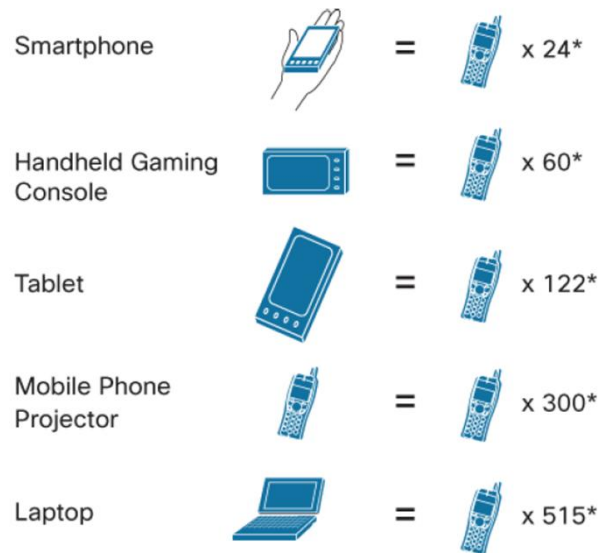 Smartphone = x 24*
Handheld Gaming
Console = x 60*
Tablet = x 122*
Mobile Phone
Projector = x 300*
Laptop = x 515*